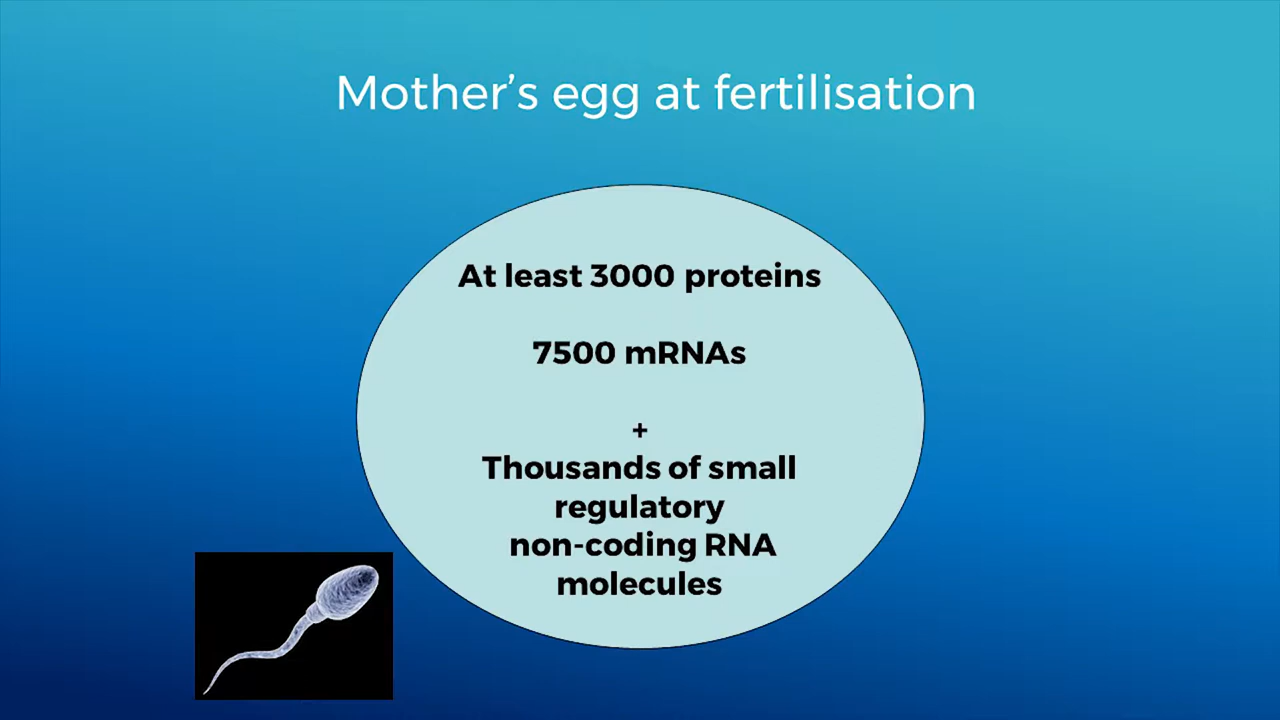 Mother’s egg at fertilisation
At least 3000 proteins
7500 mRNAs
+
Thousands of small
regulatory
non-coding RNA
molecules